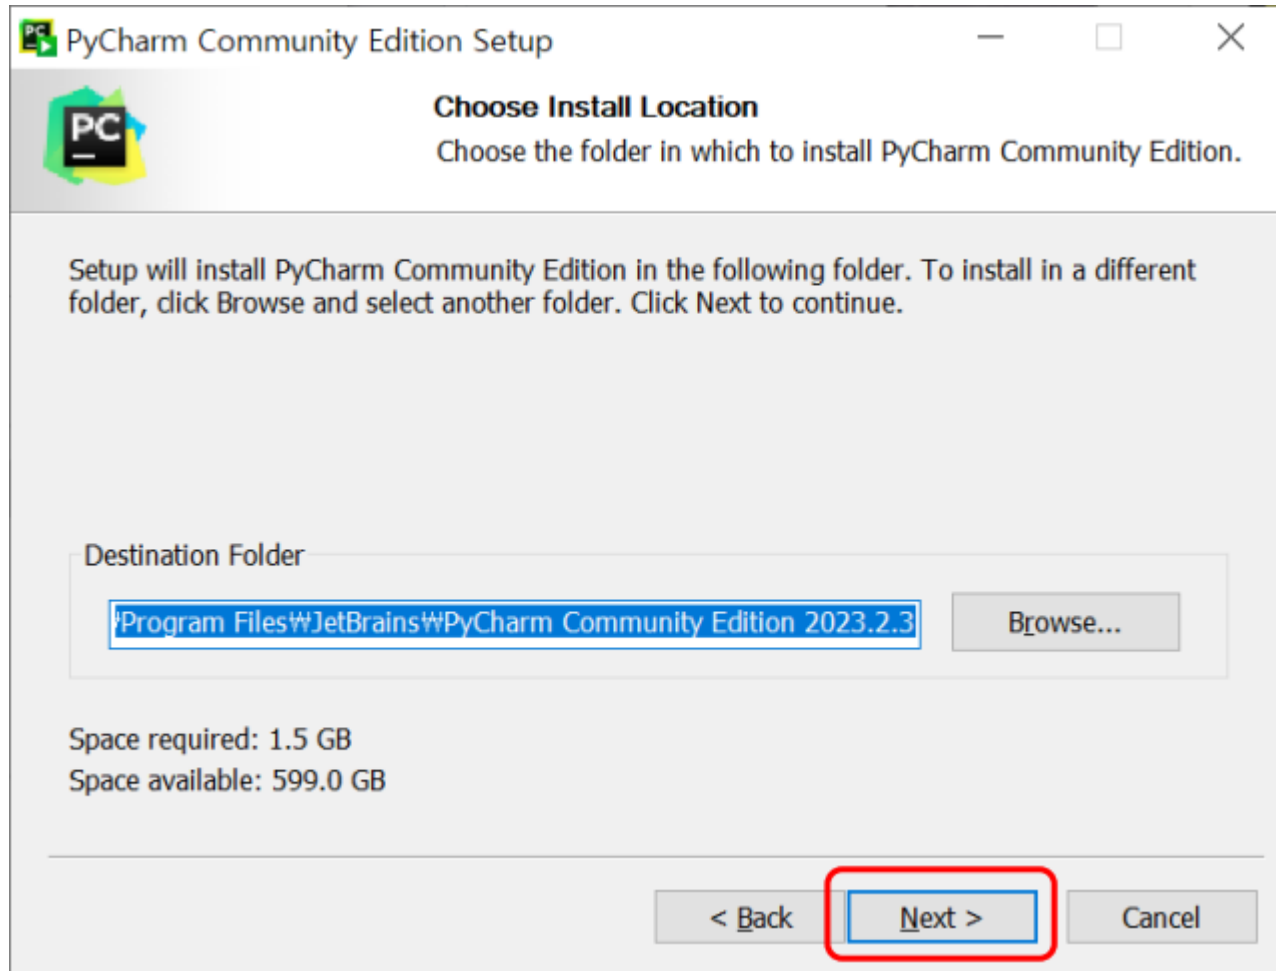 PyCharm Community Edition Setup
PC
Choose Install Location
Choose the folder in which to install PyCharm Community Edition.
Setup will install PyCharm Community Edition in the following folder. To install in a different
folder, click Browse and select another folder. Click Next to continue.
Destination Folder
₩Program Files₩JetBrains₩PyCharm Community Edition 2023.2.3
Browse...
Space required: 1.5 GB
Space available: 599.0 GB
< Back
Next >
Cancel